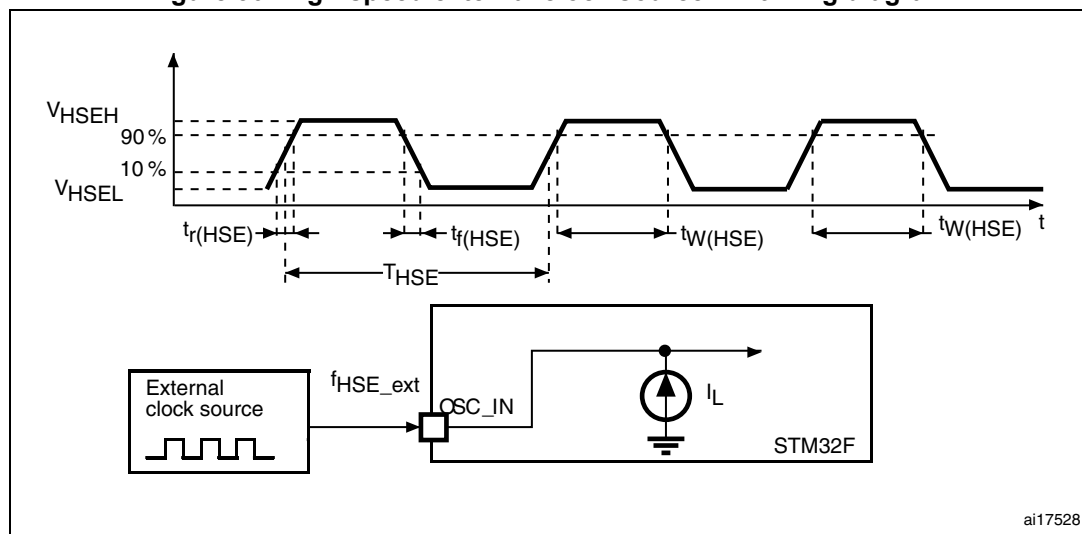 V_HSEH
90 %
10 %
V_HSEL
t_r(HSE)
t_f(HSE)
t_W(HSE)
t_W(HSE)
t
T_HSE
External
clock source
f_HSE_ext
OSC_IN
I_L
STM32F
ai17528